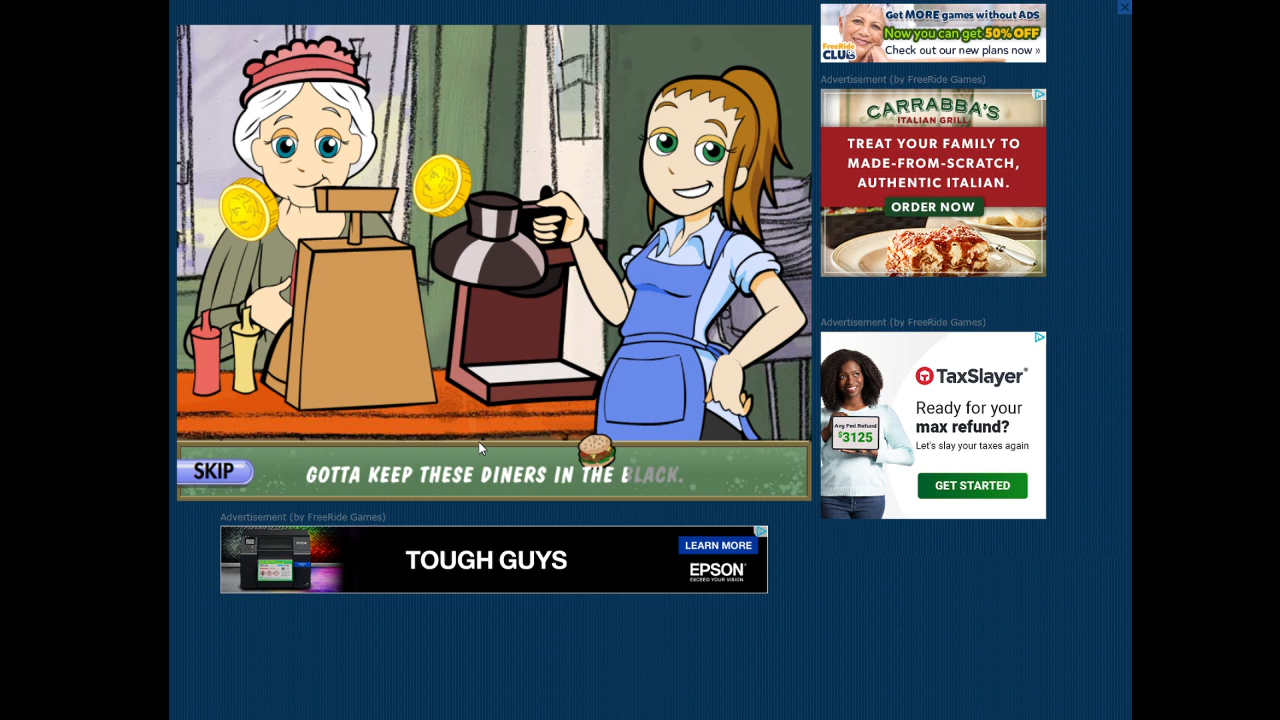 Get MORE games without ADS
Now you can get 50% OFF
Check out our new plans now »
FreeRide
CLUB
Advertisement (by FreeRide Games)
CARRABBA'S
ITALIAN GRILL
TREAT YOUR FAMILY TO
MADE-FROM-SCRATCH,
AUTHENTIC ITALIAN.
ORDER NOW
Advertisement (by FreeRide Games)
TaxSlayer®
Ready for your
max refund?
Let's slay your taxes again
Avg Fed Refund
$3125
GET STARTED
SKIP
GOTTA KEEP THESE DINERS IN THE BLACK.
Advertisement (by FreeRide Games)
TOUGH GUYS
LEARN MORE
EPSON
EXCEED YOUR VISION